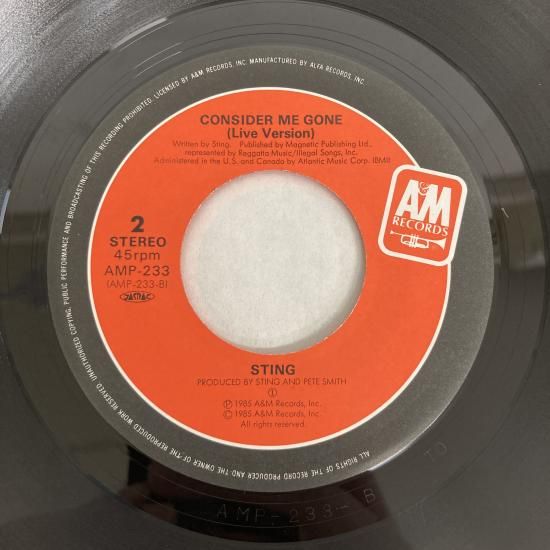 CONSIDER ME GONE
(Live Version)
Written by Sting. Published by Magnetic Publishing Ltd.,
represented by Reggatta Music/Illegal Songs, Inc.
Administered in the U.S. and Canada by Atlantic Music Corp. (BMI)
A&M
RECORDS
2
STEREO
45rpm
AMP-233
(AMP-233-B)
JASRAC
STING
PRODUCED BY STING AND PETE SMITH
①
Ⓟ 1985 A&M Records, Inc.
© 1985 A&M Records, Inc.
All rights reserved.
ALL RIGHTS OF THE RECORD PRODUCER AND THE OWNER OF THE REPRODUCED WORK RESERVED. UNAUTHORIZED COPYING, PUBLIC PERFORMANCE AND BROADCASTING OF THIS RECORDING PROHIBITED. LICENSED BY A&M RECORDS, INC. MANUFACTURED BY ALFA RECORDS, INC.
AMP-233-B TO